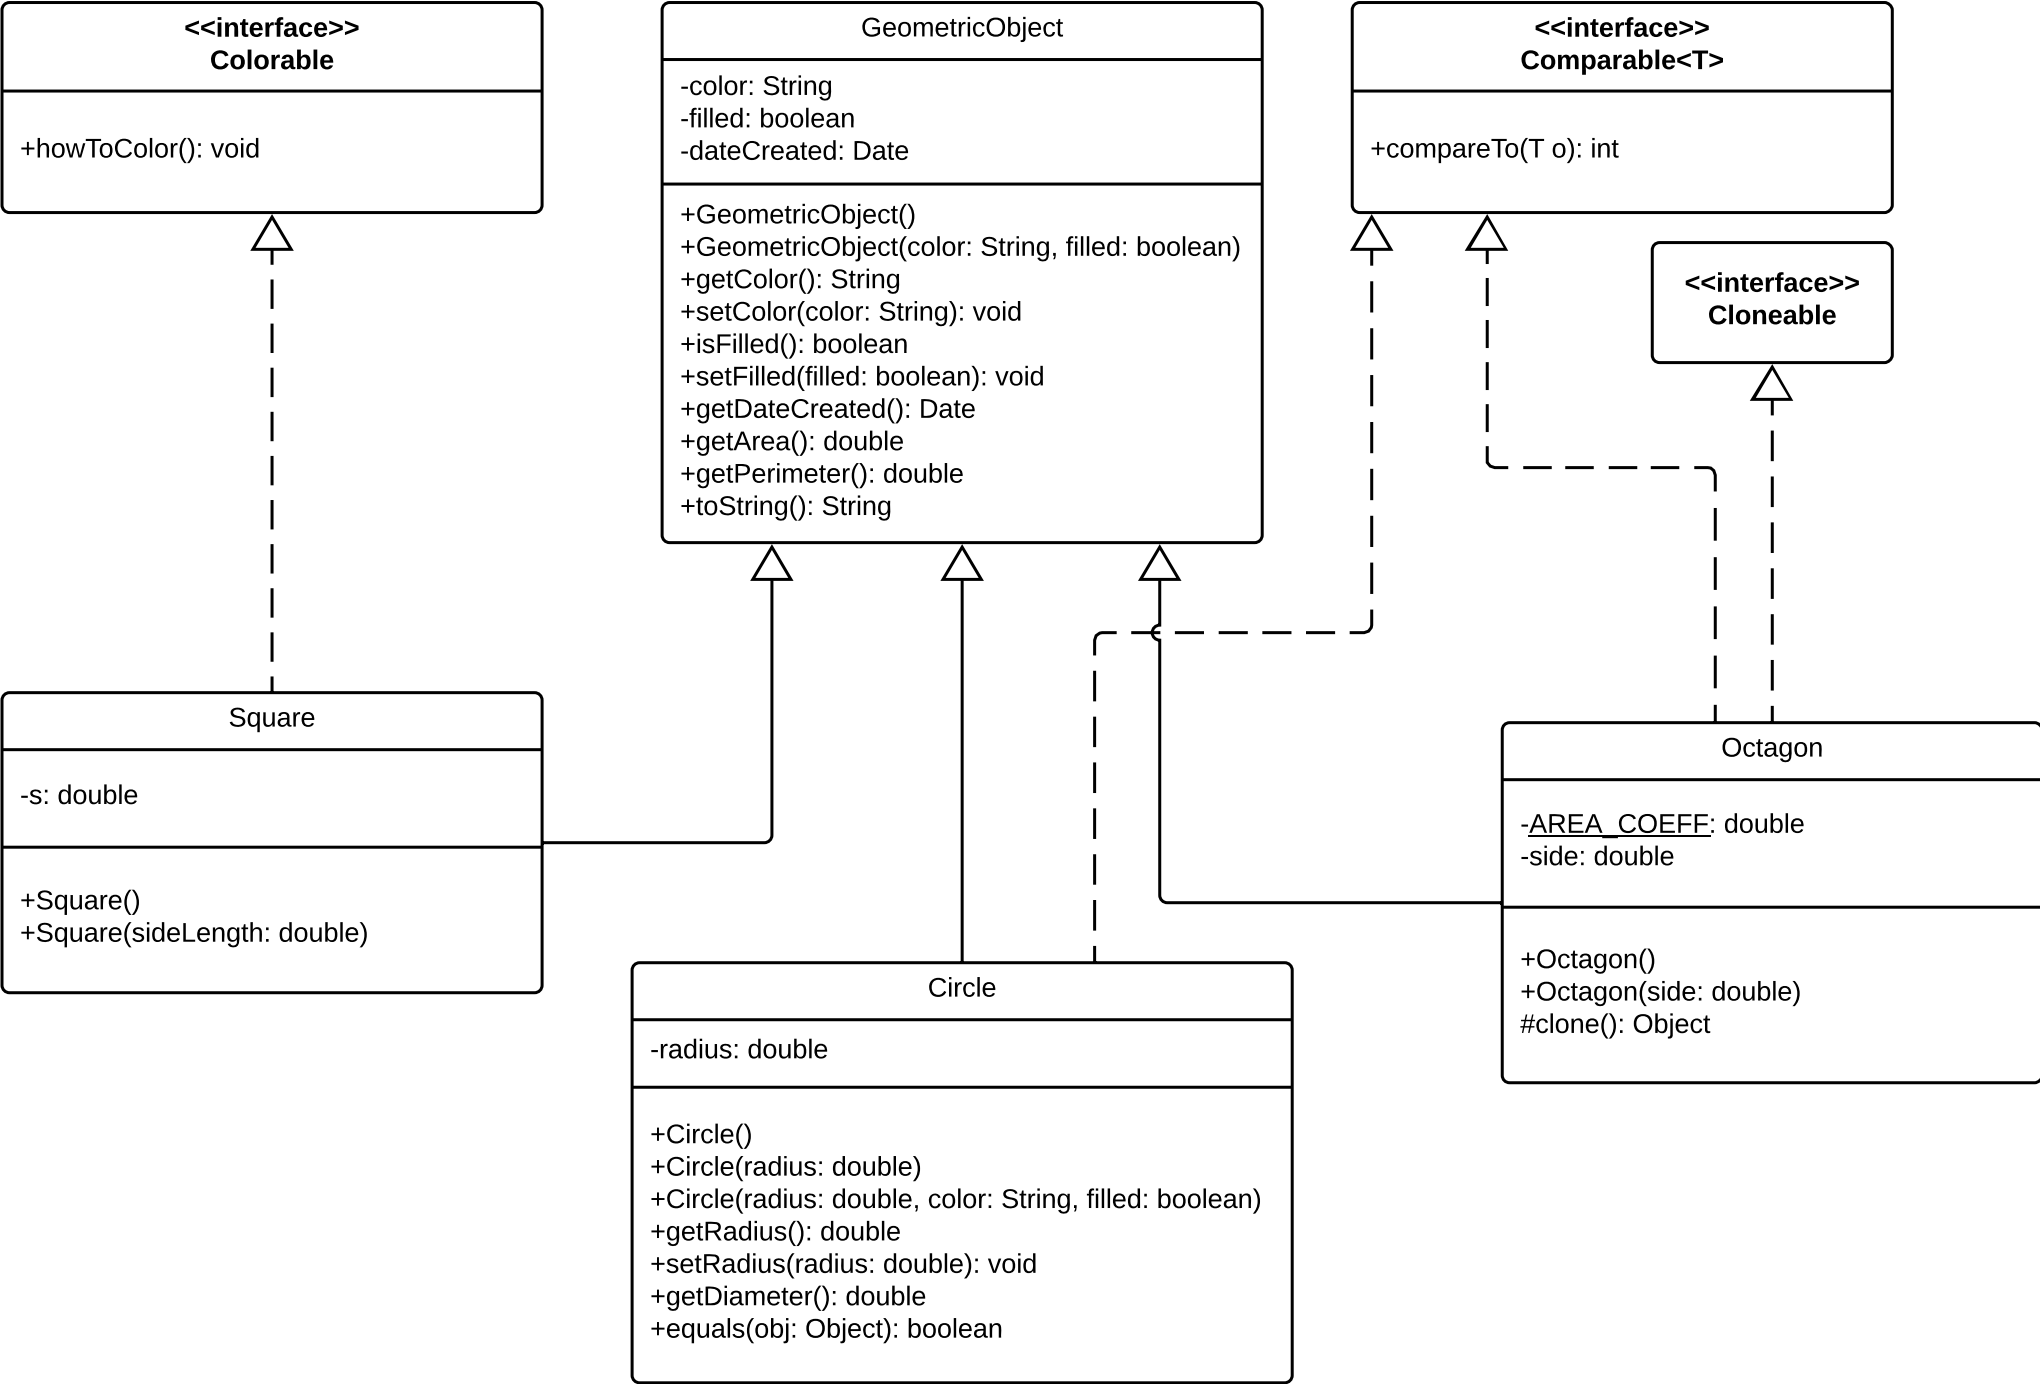 <<interface>>
Colorable
+howToColor(): void
GeometricObject
-color: String
-filled: boolean
-dateCreated: Date
+GeometricObject()
+GeometricObject(color: String, filled: boolean)
+getColor(): String
+setColor(color: String): void
+isFilled(): boolean
+setFilled(filled: boolean): void
+getDateCreated(): Date
+getArea(): double
+getPerimeter(): double
+toString(): String
<<interface>>
Comparable<T>
+compareTo(T o): int
<<interface>>
Cloneable
Square
-s: double
+Square()
+Square(sideLength: double)
Circle
-radius: double
+Circle()
+Circle(radius: double)
+Circle(radius: double, color: String, filled: boolean)
+getRadius(): double
+setRadius(radius: double): void
+getDiameter(): double
+equals(obj: Object): boolean
Octagon
-AREA_COEFF: double
-side: double
+Octagon()
+Octagon(side: double)
#clone(): Object